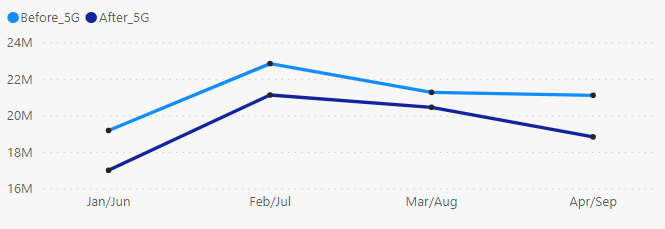 Before_5G After_5G
24M
22M
20M
18M
16M
Jan/Jun Feb/Jul Mar/Aug Apr/Sep